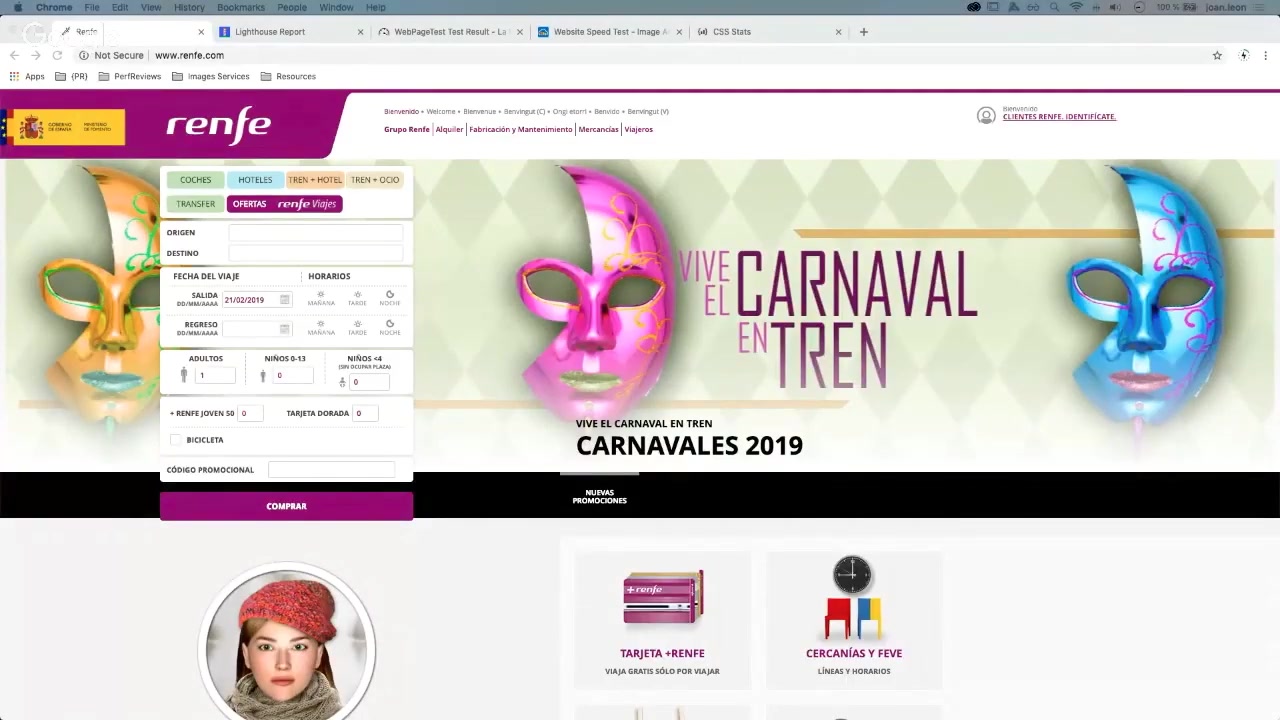 Chrome File Edit View History Bookmarks People Window Help
100 % joan.leon
Renfe
Lighthouse Report
WebPageTest Test Result - La
Website Speed Test - Image A
CSS Stats
Not Secure www.renfe.com
Apps {PR} PerfReviews Images Services Resources
GOBIERNO DE ESPAÑA
MINISTERIO DE FOMENTO
renfe
Bienvenido • Welcome • Bienvenue • Benvingut (C) • Ongi etorri • Benvido • Benvingut (V)
Grupo Renfe | Alquiler | Fabricación y Mantenimiento | Mercancías | Viajeros
Bienvenido
CLIENTES RENFE. IDENTIFÍCATE.
COCHES HOTELES TREN + HOTEL TREN + OCIO
TRANSFER OFERTAS renfe Viajes
ORIGEN
DESTINO
FECHA DEL VIAJE HORARIOS
SALIDA
DD/MM/AAAA
21/02/2019
MAÑANA TARDE NOCHE
REGRESO
DD/MM/AAAA
MAÑANA TARDE NOCHE
ADULTOS NIÑOS 0-13 NIÑOS <4
(SIN OCUPAR PLAZA)
1 0 0
+ RENFE JOVEN 50 0 TARJETA DORADA 0
BICICLETA
CÓDIGO PROMOCIONAL
COMPRAR
VIVE
EL CARNAVAL
EN TREN
VIVE EL CARNAVAL EN TREN
CARNAVALES 2019
NUEVAS
PROMOCIONES
+renfe
TARJETA +RENFE
VIAJA GRATIS SÓLO POR VIAJAR
CERCANÍAS Y FEVE
LÍNEAS Y HORARIOS